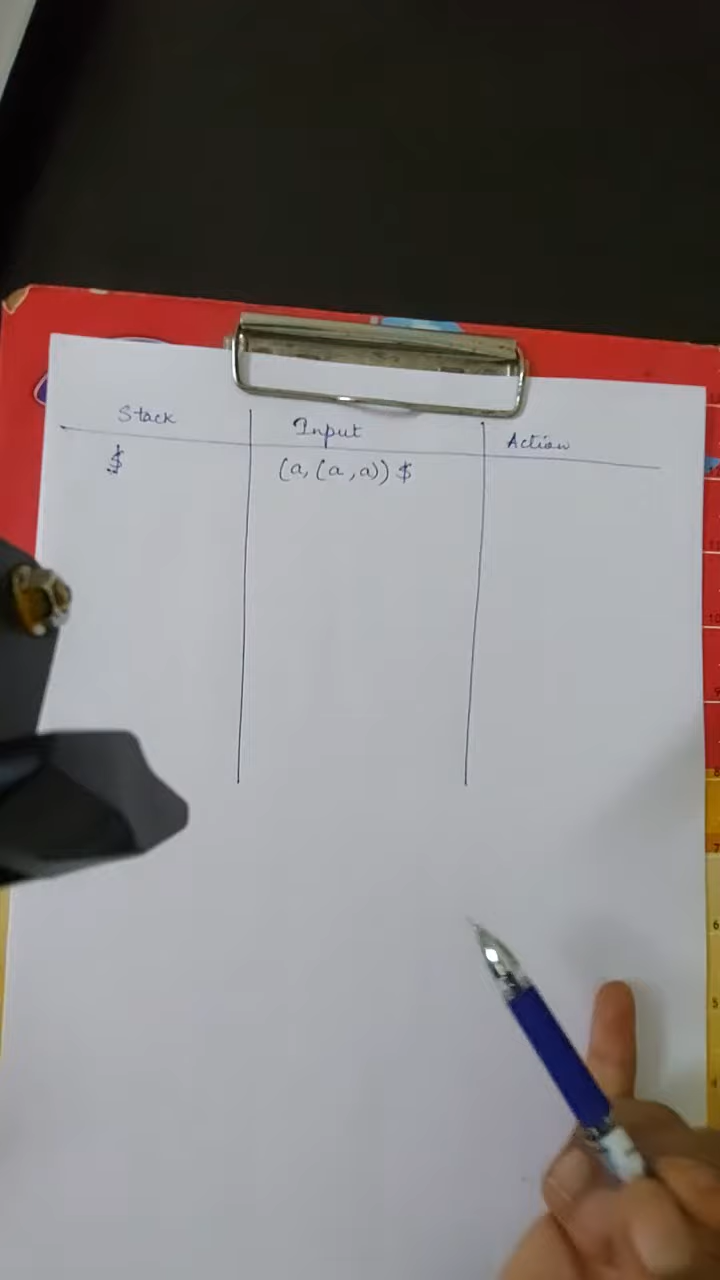 Stack Input Action
$ (a, (a, a)) $